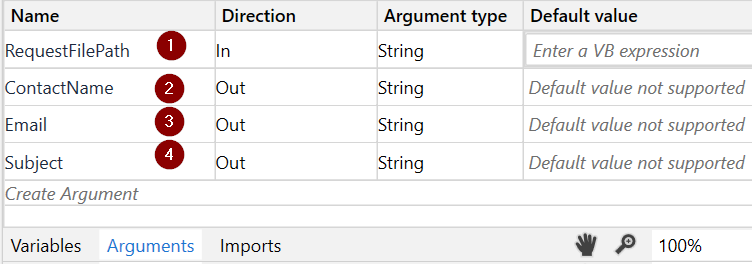 Name Direction Argument type Default value
RequestFilePath 1 In String Enter a VB expression
ContactName 2 Out String Default value not supported
Email 3 Out String Default value not supported
Subject 4 Out String Default value not supported
Create Argument
Variables Arguments Imports 100%